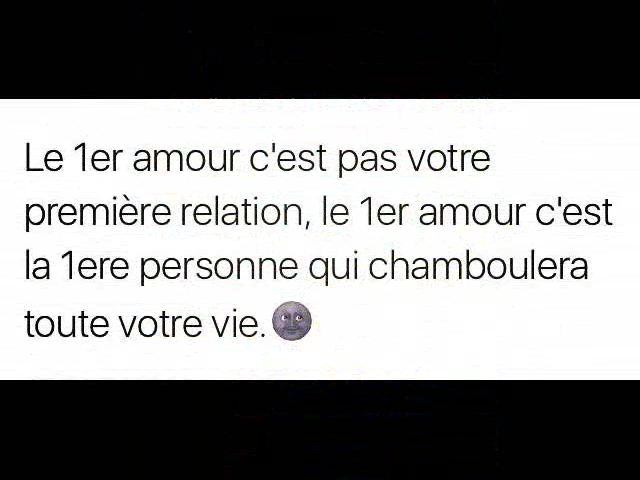 Le 1er amour c'est pas votre
première relation, le 1er amour c'est
la 1ere personne qui chamboulera
toute votre vie.🌚